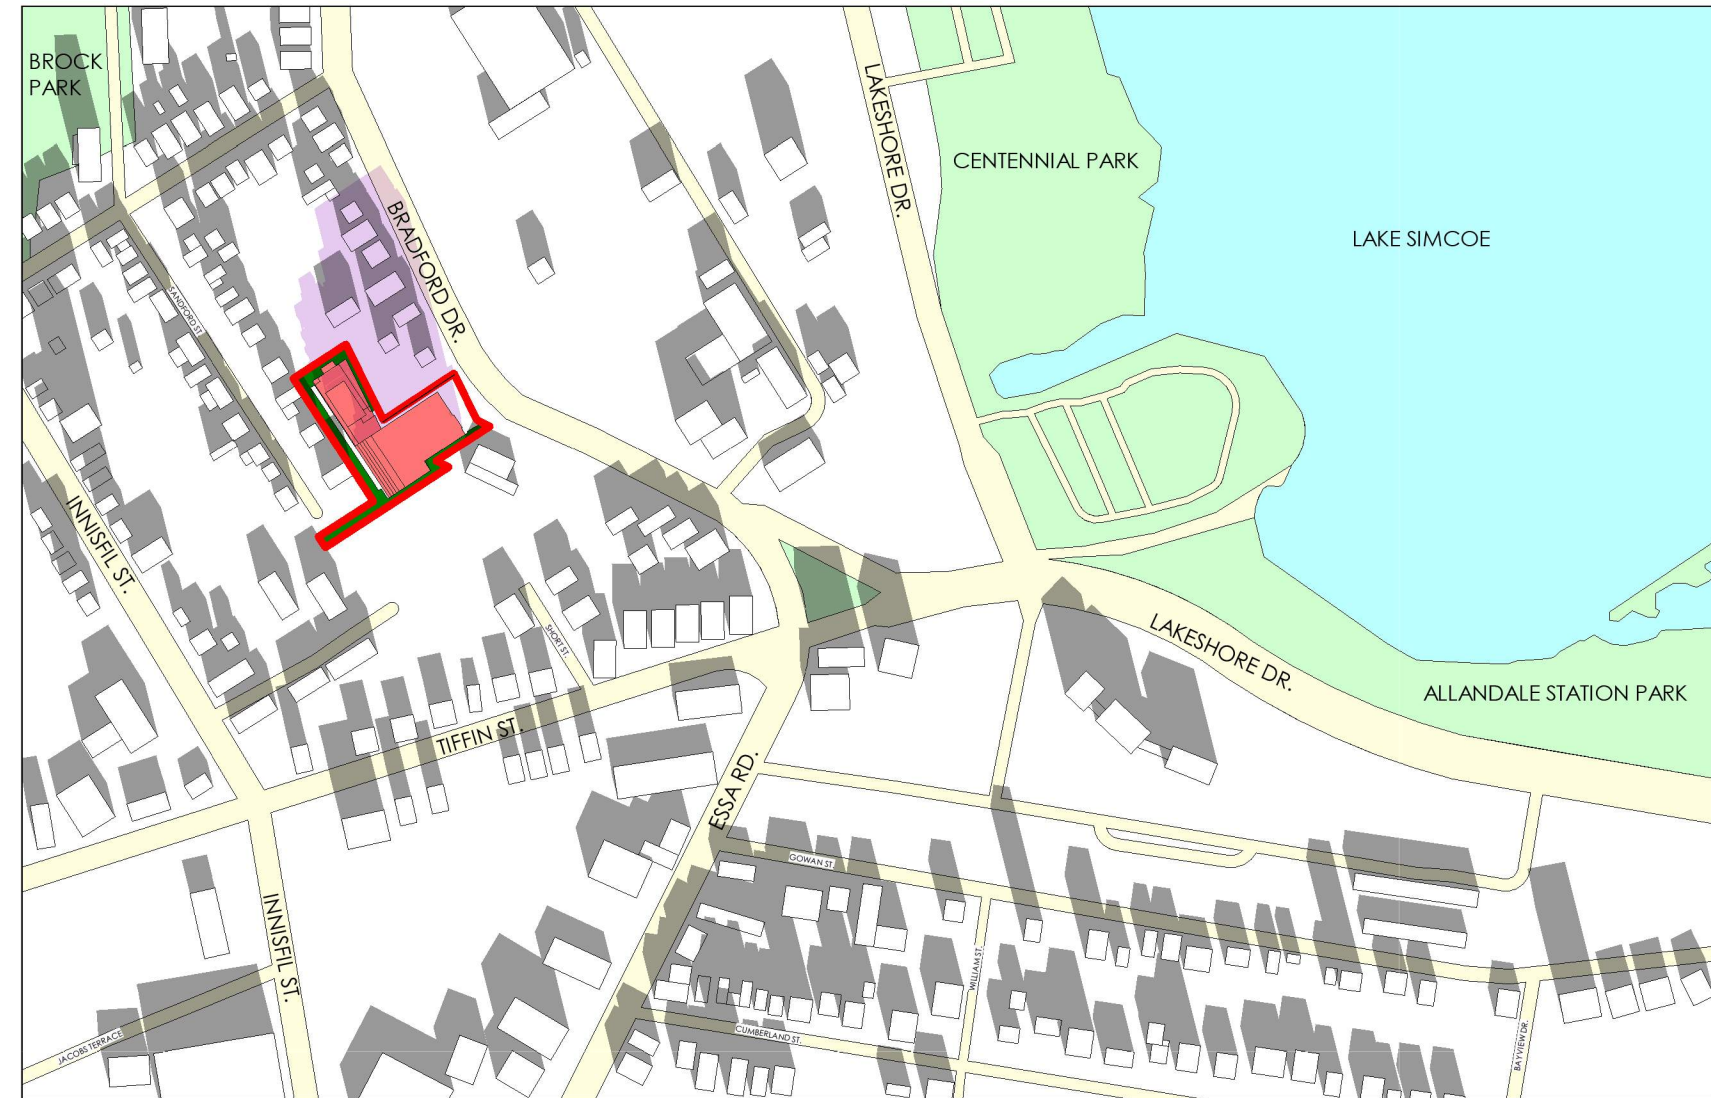 BROCK
PARK
LAKESHORE DR.
CENTENNIAL PARK
LAKE SIMCOE
BRADFORD DR.
SANDFORD ST.
INNISFIL ST.
SHORT ST.
LAKESHORE DR.
ALLANDALE STATION PARK
TIFFIN ST.
ESSA RD.
GOWAN ST.
INNISFIL ST.
WILLIAM ST.
JACOBS TERRACE
CUMBERLAND ST.
BAYVIEW DR.